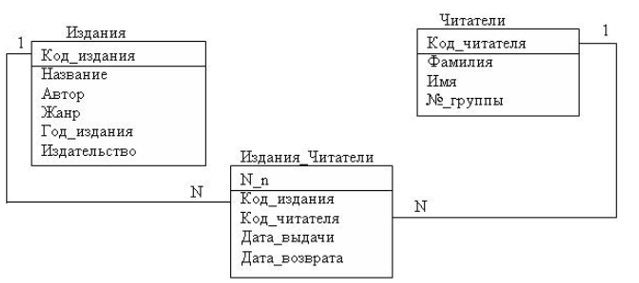 Издания
1
Код_издания
Название
Автор
Жанр
Год_издания
Издательство
N
Читатели
1
Код_читателя
Фамилия
Имя
№_группы
Издания_Читатели
N_п
Код_издания
Код_читателя
Дата_выдачи
Дата_возврата
N